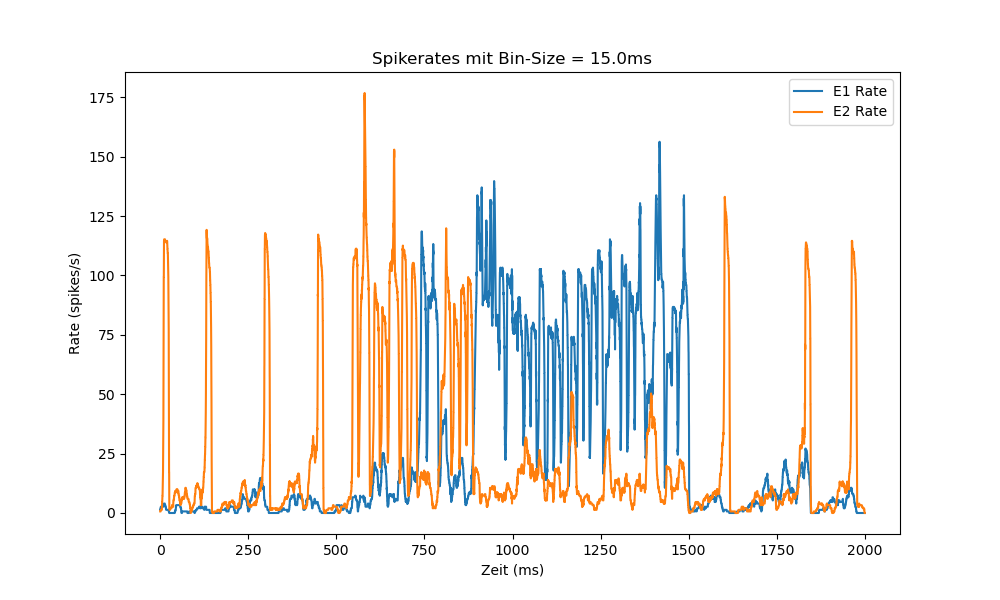 Spikerates mit Bin-Size = 15.0ms
E1 Rate
E2 Rate
175
150
125
100
75
50
25
0
Rate (spikes/s)
0 250 500 750 1000 1250 1500 1750 2000
Zeit (ms)